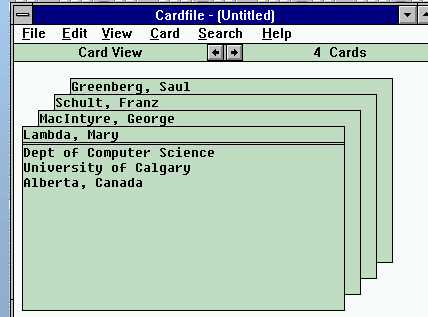 Cardfile - (Untitled)
File Edit View Card Search Help
Card View 4 Cards
Greenberg, Saul
Schult, Franz
MacIntyre, George
Lambda, Mary
Dept of Computer Science
University of Calgary
Alberta, Canada